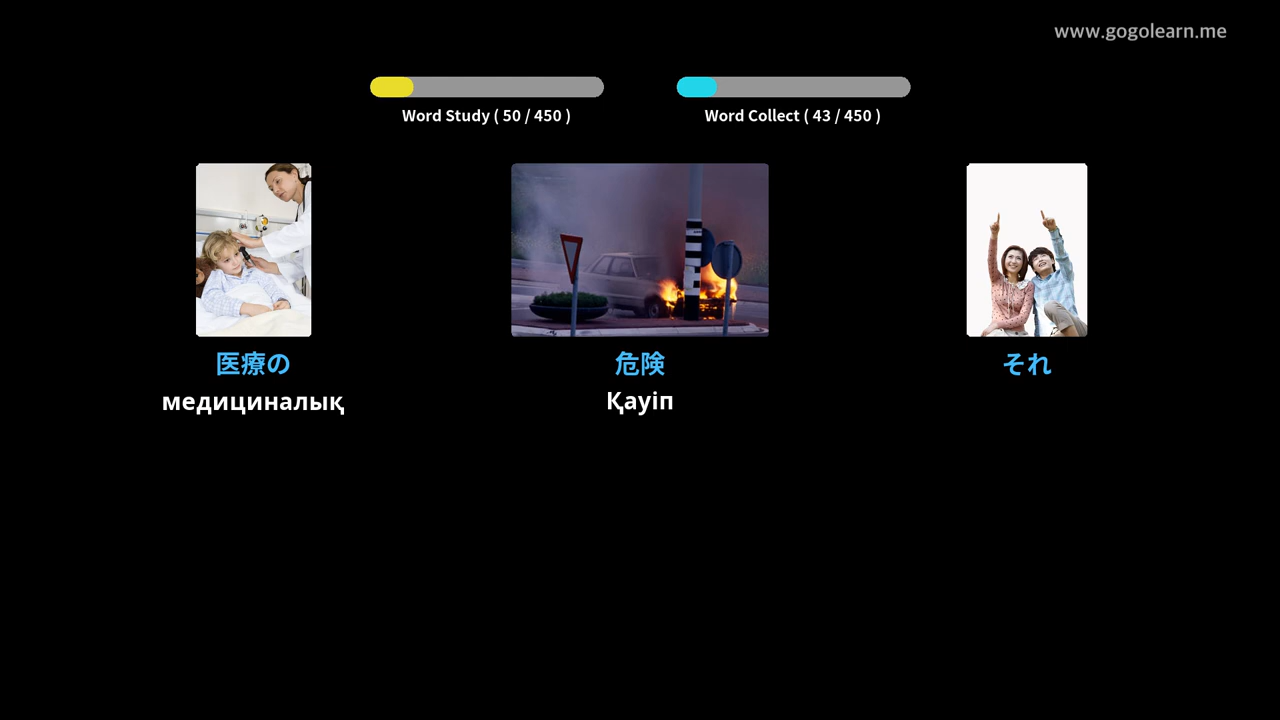 www.gogolearn.me
Word Study ( 50 / 450 )
Word Collect ( 43 / 450 )
医療の
危険
それ
медициналық
Қауіп